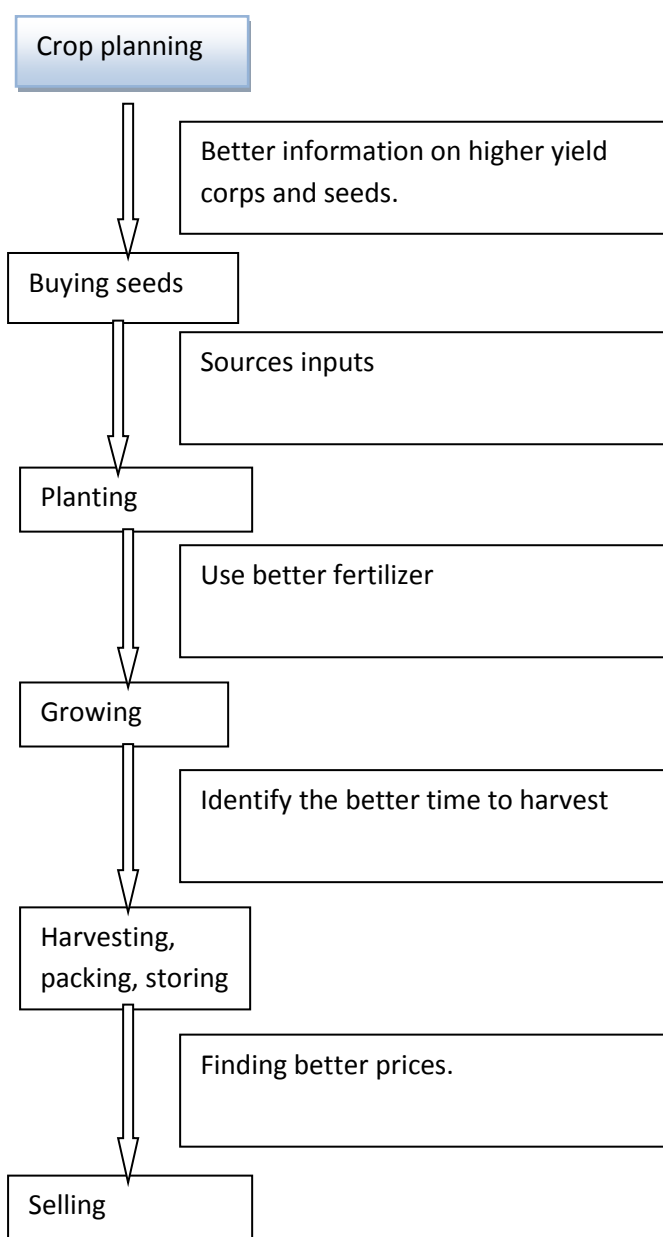 Crop planning
Better information on higher yield
corps and seeds.
Buying seeds
Sources inputs
Planting
Use better fertilizer
Growing
Identify the better time to harvest
Harvesting,
packing, storing
Finding better prices.
Selling